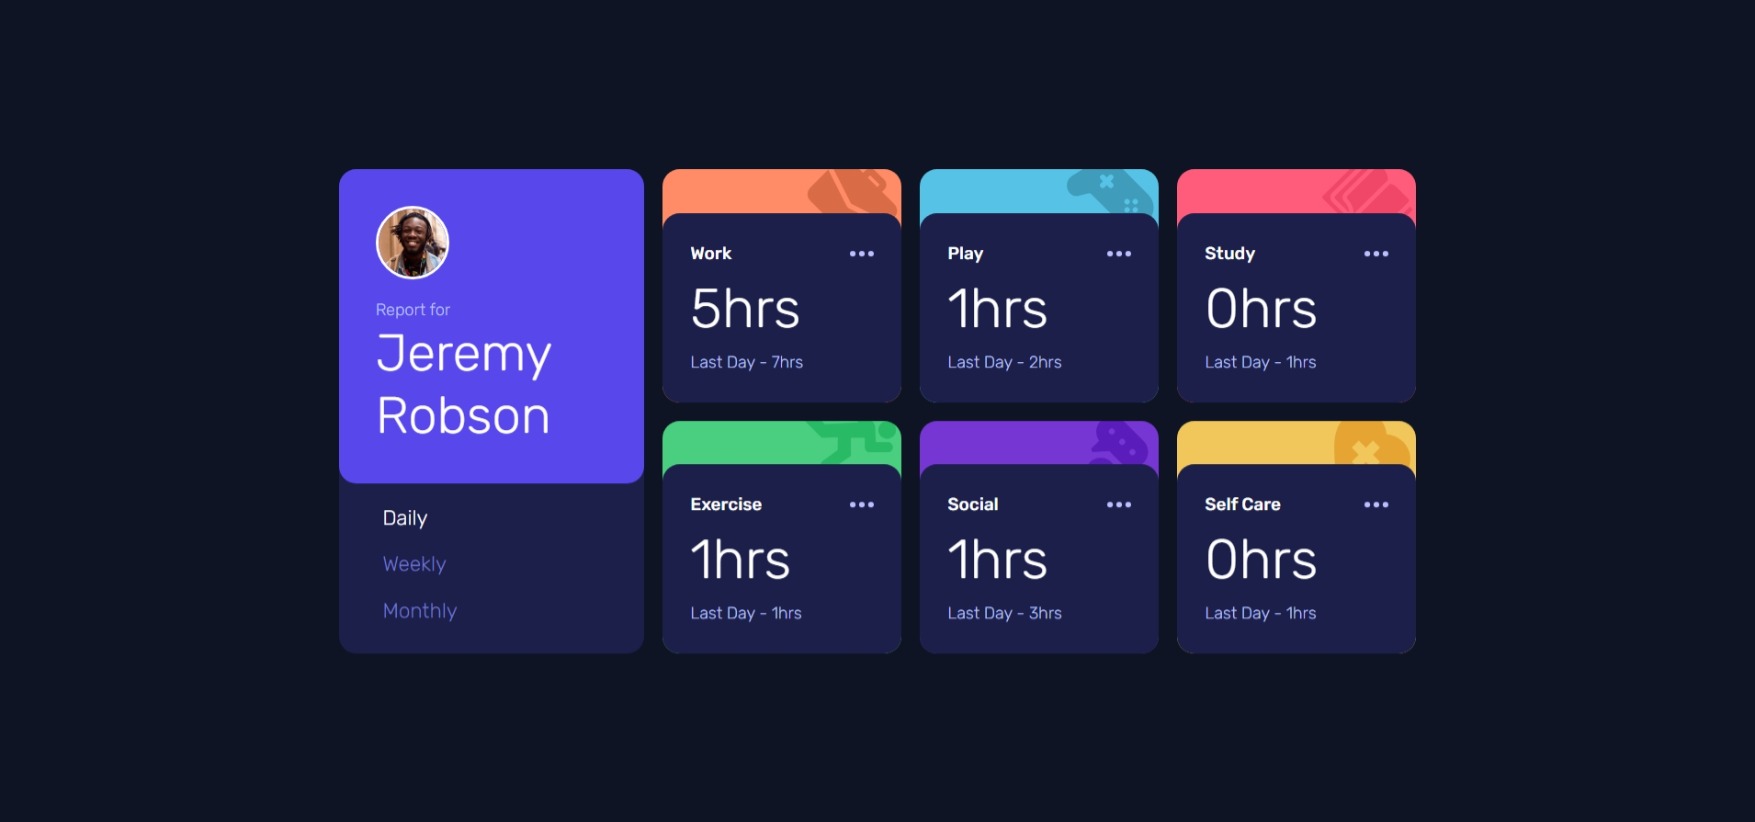 Report for
Jeremy
Robson
Daily
Weekly
Monthly
Work
5hrs
Last Day - 7hrs
Play
1hrs
Last Day - 2hrs
Study
0hrs
Last Day - 1hrs
Exercise
1hrs
Last Day - 1hrs
Social
1hrs
Last Day - 3hrs
Self Care
0hrs
Last Day - 1hrs